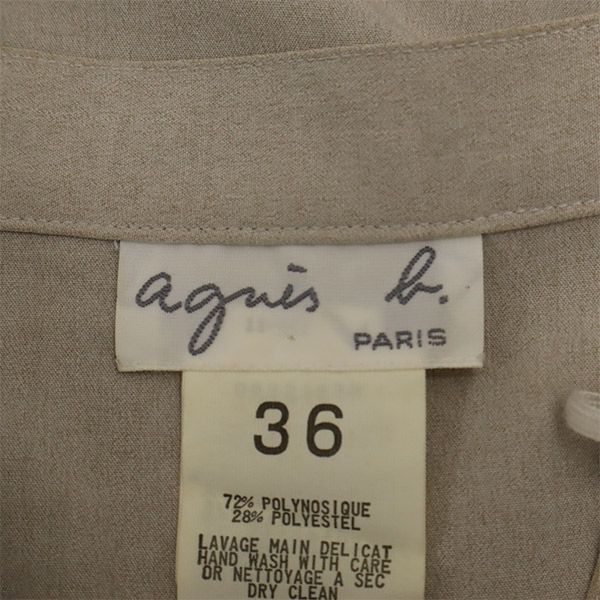 agnès b.
PARIS
36
72% POLYNOSIQUE
28% POLYESTEL
LAVAGE MAIN DELICAT
HAND WASH WITH CARE
OR NETTOYAGE A SEC
DRY CLEAN